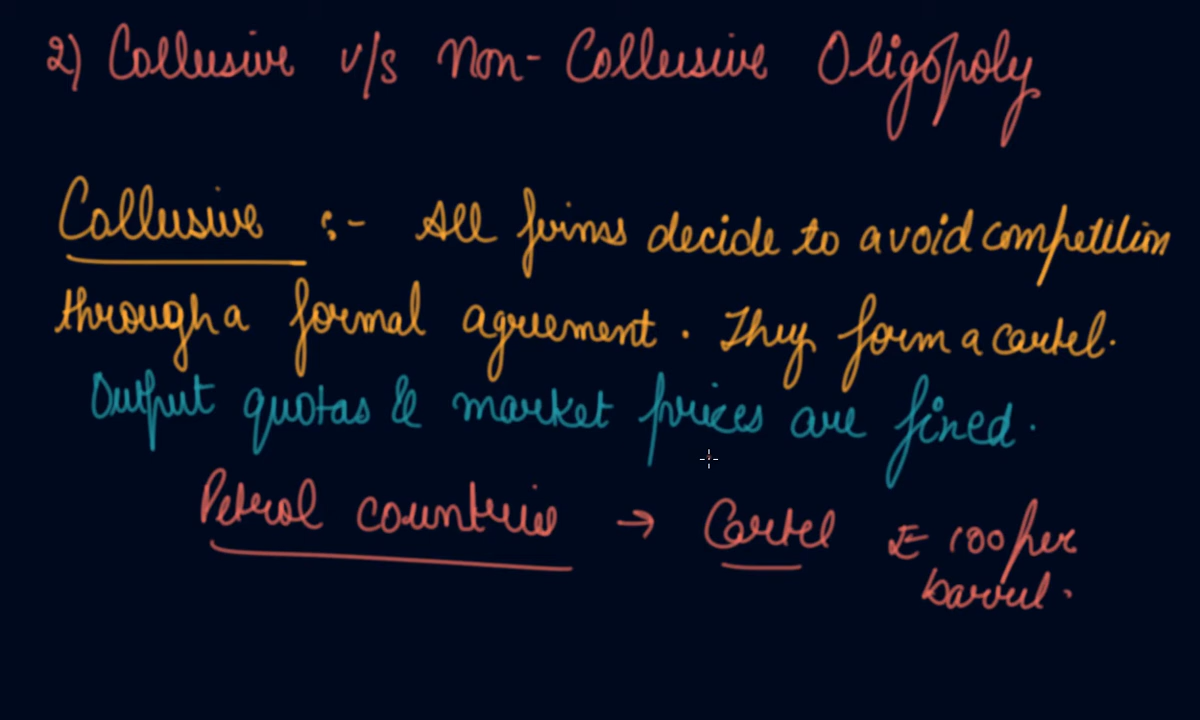 2) Collusive v/s Non-Collusive Oligopoly
Collusive :- All firms decide to avoid competition
through a formal agreement. They form a cartel.
Output quotas & market prices are fixed.
Petrol countries → Cartel 100 per
barrel.